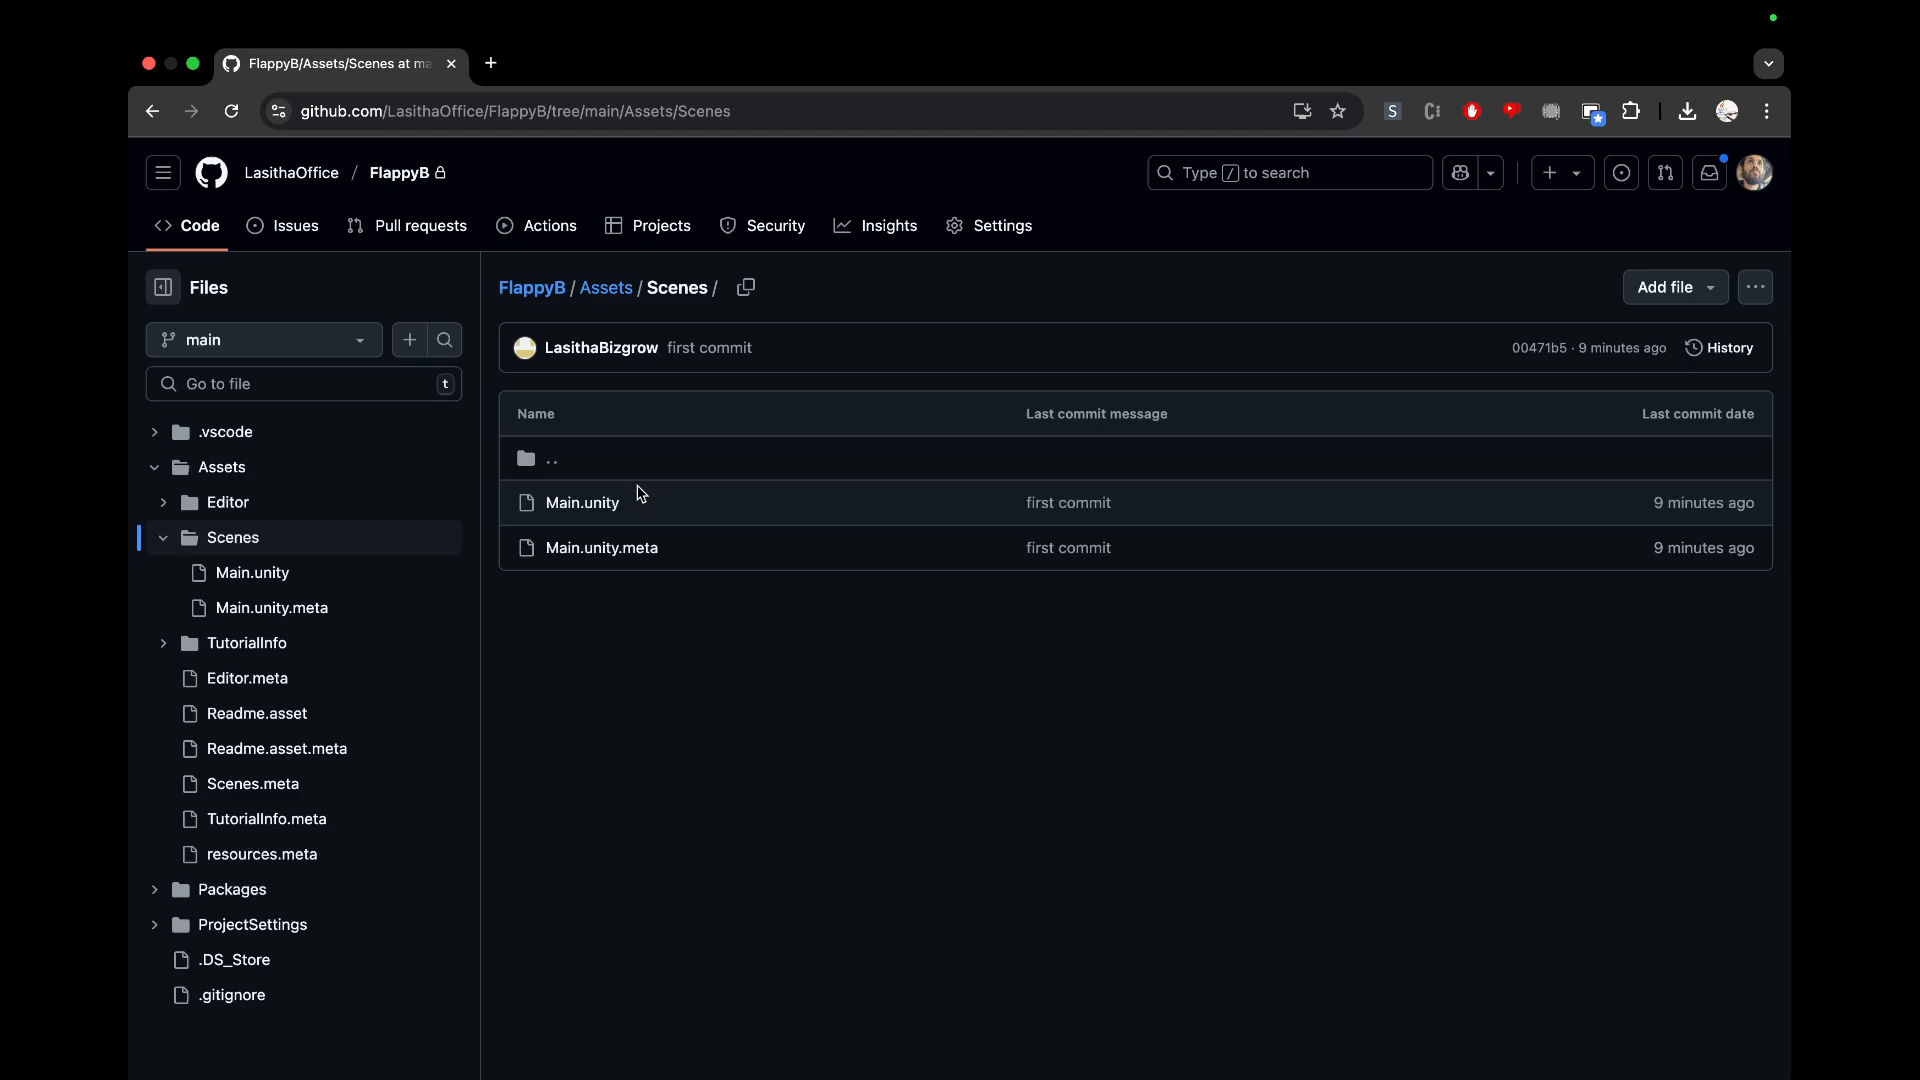 FlappyB/Assets/Scenes at ma
github.com/LasithaOffice/FlappyB/tree/main/Assets/Scenes
S
LasithaOffice / FlappyB
Type / to search
Code
Issues
Pull requests
Actions
Projects
Security
Insights
Settings
Files
main
Go to file
t
.vscode
Assets
Editor
Scenes
Main.unity
Main.unity.meta
TutorialInfo
Editor.meta
Readme.asset
Readme.asset.meta
Scenes.meta
TutorialInfo.meta
resources.meta
Packages
ProjectSettings
.DS_Store
.gitignore
FlappyB / Assets / Scenes /
Add file
LasithaBizgrow first commit
00471b5 · 9 minutes ago
History
Name Last commit message Last commit date
..
Main.unity first commit 9 minutes ago
Main.unity.meta first commit 9 minutes ago